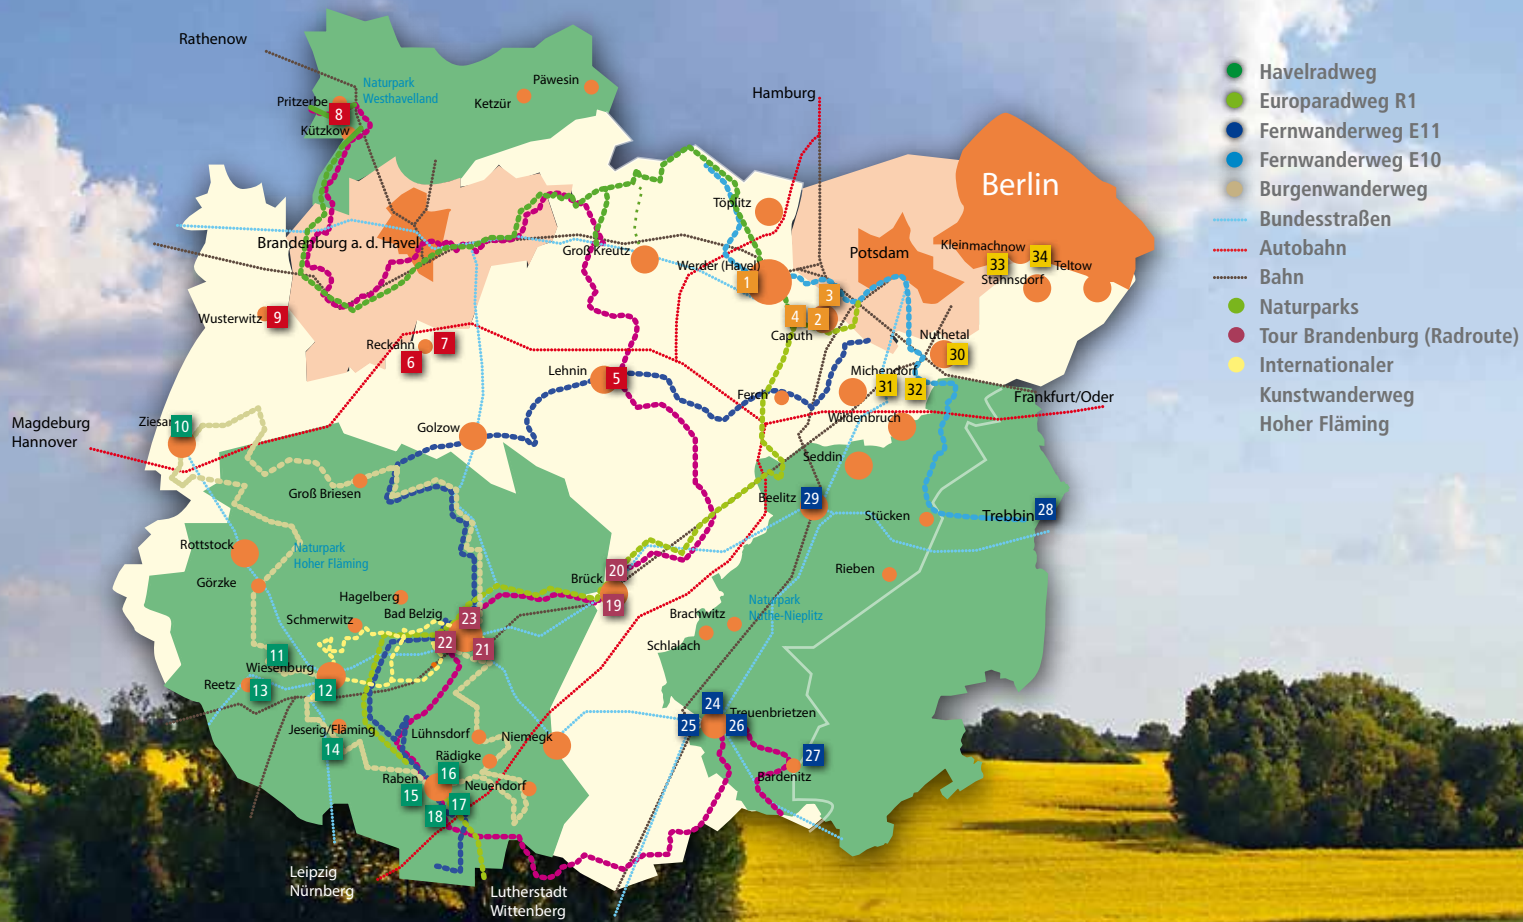 Rathenow
Naturpark
Westhavelland
Päwesin
Ketzür
Pritzerbe
8
Kützkow
Hamburg
Berlin
Töplitz
Brandenburg a. d. Havel
Groß Kreutz
Potsdam
Kleinmachnow
33
34
Teltow
Stahnsdorf
Werder (Havel)
1
3
4
2
Caputh
Wusterwitz
9
Reckahn
7
6
Nuthetal
30
Lehnin
5
Michendorf
31
32
Ferch
Frankfurt/Oder
Wildenbruch
Magdeburg
Hannover
Ziesar
10
Golzow
Seddin
Groß Briesen
Beelitz
29
Stücken
Trebbin
28
Rottstock
Naturpark
Hoher Fläming
Görzke
Brück
20
19
Rieben
Hagelberg
Bad Belzig
23
Schmerwitz
22
21
Naturpark
Nuthe-Nieplitz
Brachwitz
Schlalach
11
Wiesenburg
Reetz
13
12
Jeserig/Fläming
14
Lühnsdorf
Niemegk
24
25
26
Treuenbrietzen
27
Bardenitz
Rädigke
Raben
16
15
Neuendorf
17
18
Leipzig
Nürnberg
Lutherstadt
Wittenberg
Havelradweg
Europaradweg R1
Fernwanderweg E11
Fernwanderweg E10
Burgenwanderweg
Bundesstraßen
Autobahn
Bahn
Naturparks
Tour Brandenburg (Radroute)
Internationaler
Kunstwanderweg
Hoher Fläming